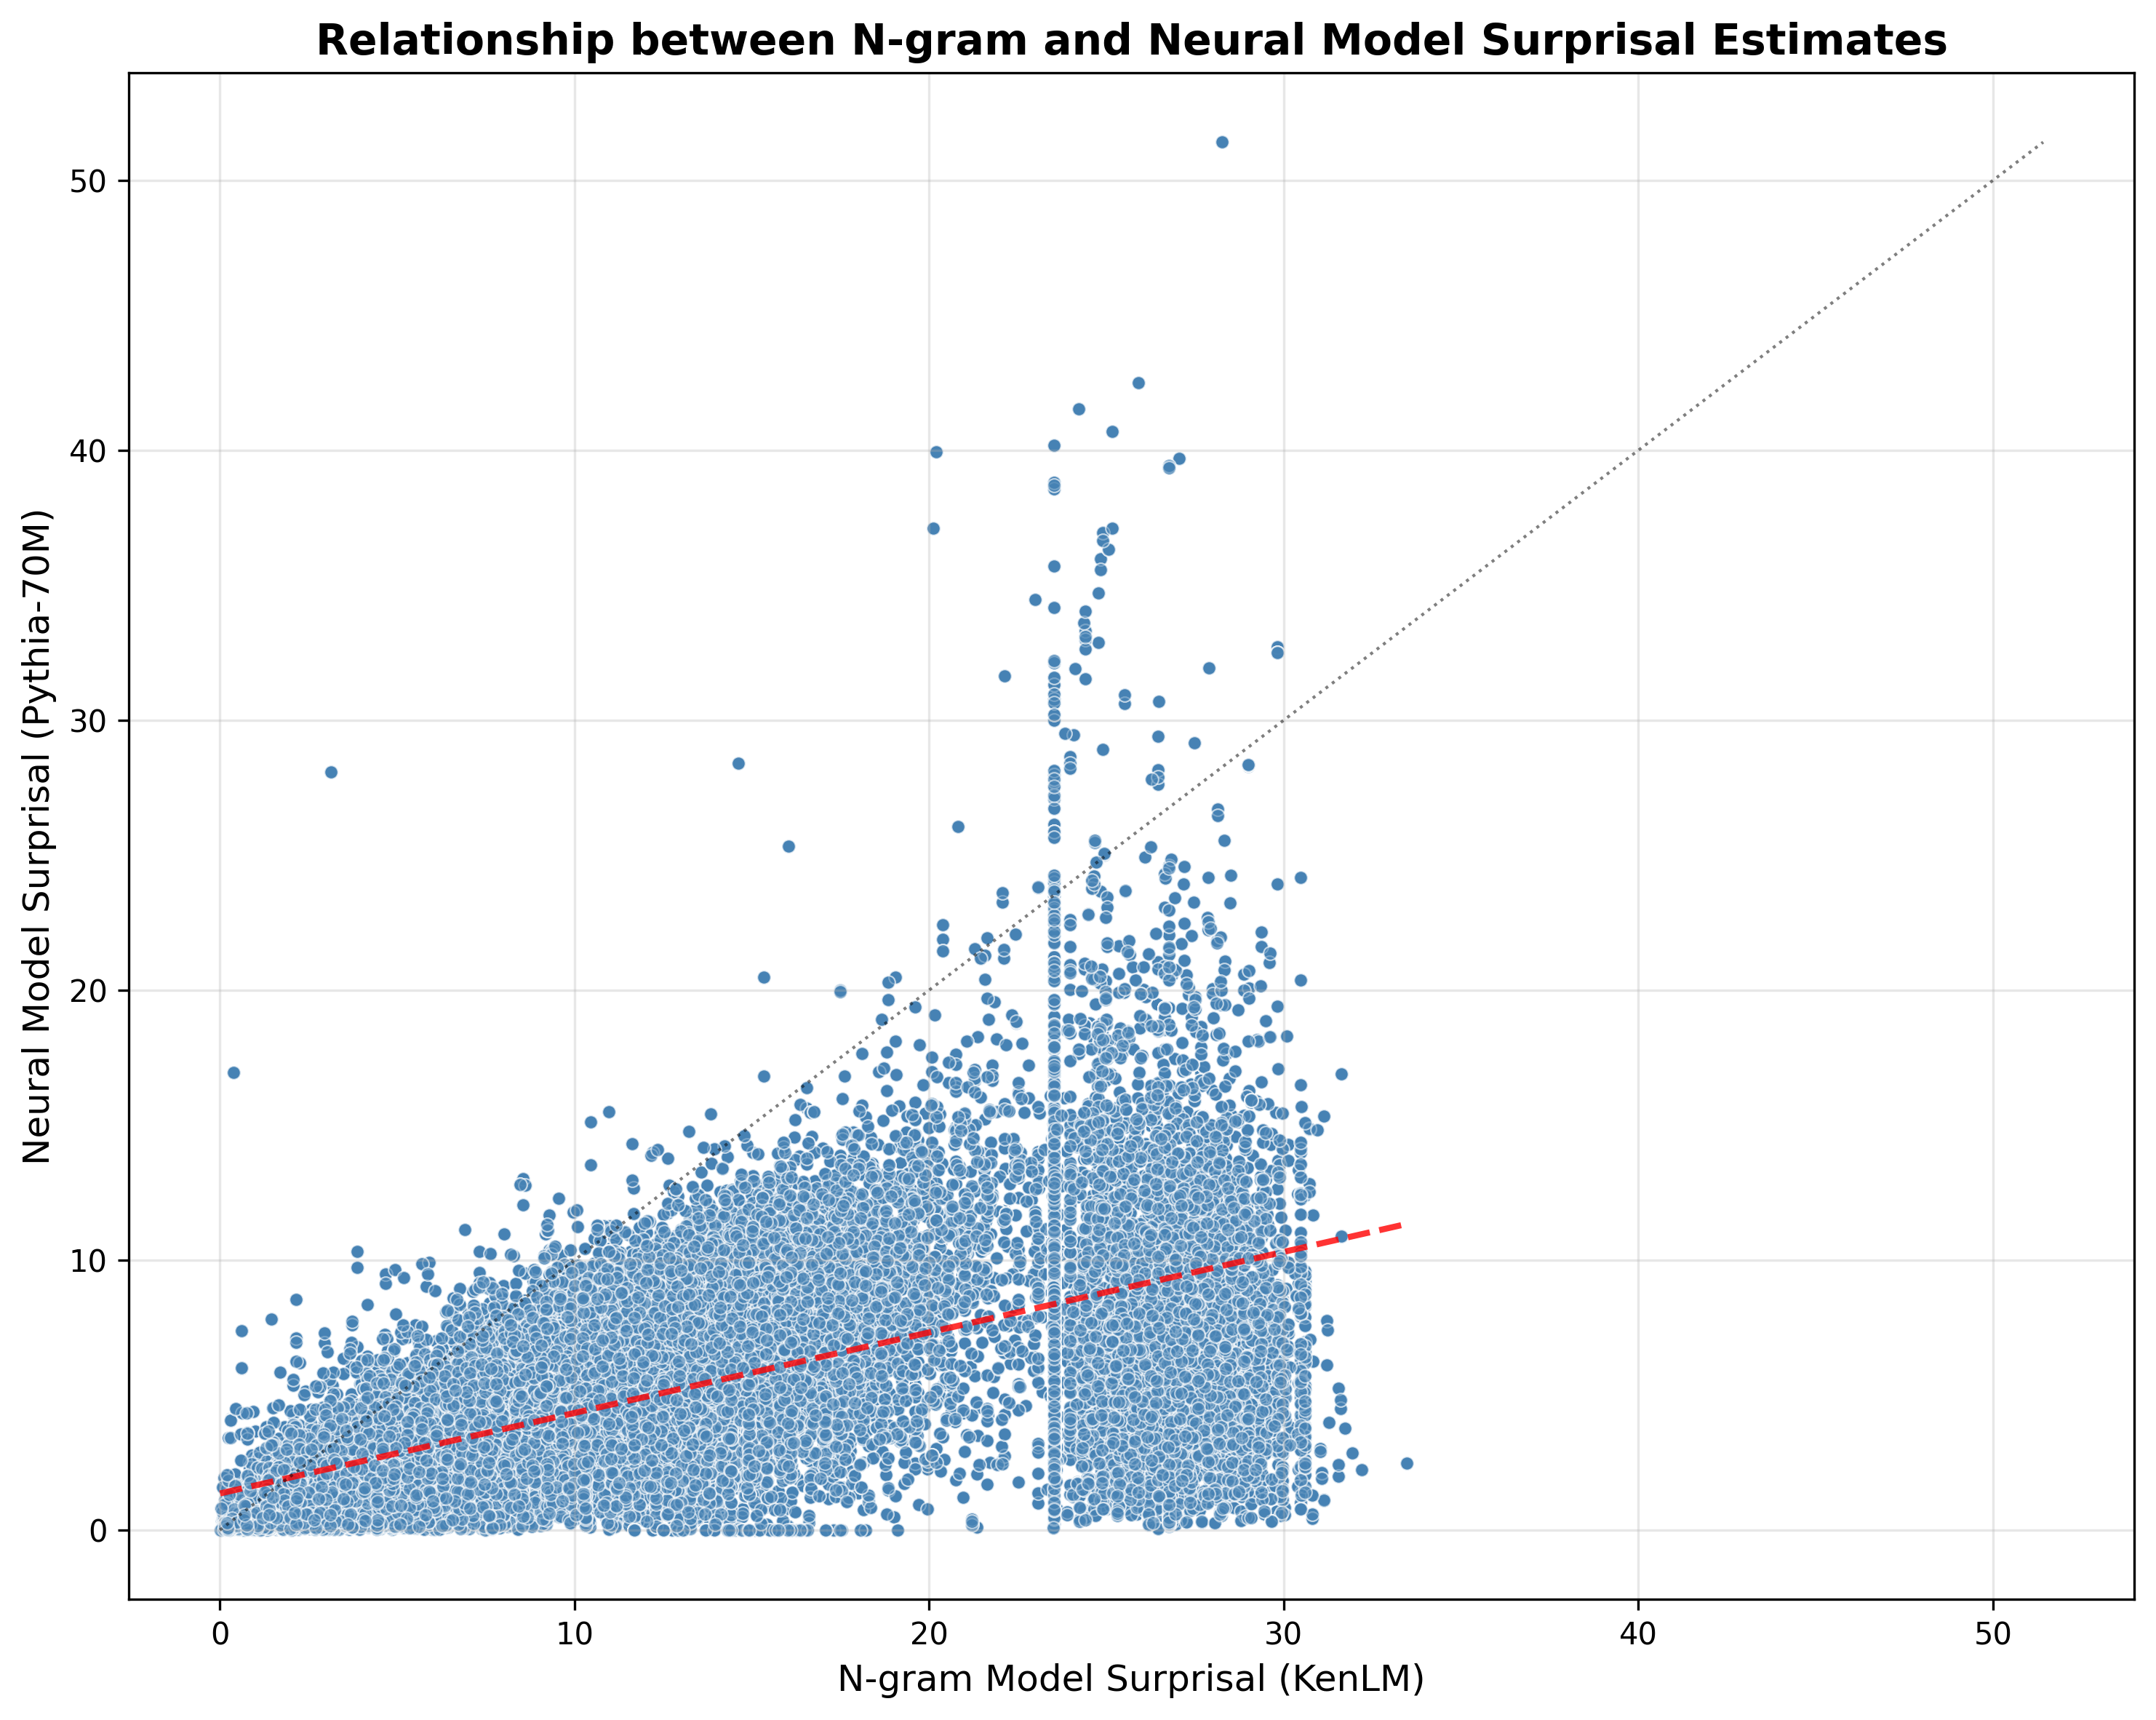 Relationship between N-gram and Neural Model Surprisal Estimates
Neural Model Surprisal (Pythia-70M)
50
40
30
20
10
0
0 10 20 30 40 50
N-gram Model Surprisal (KenLM)